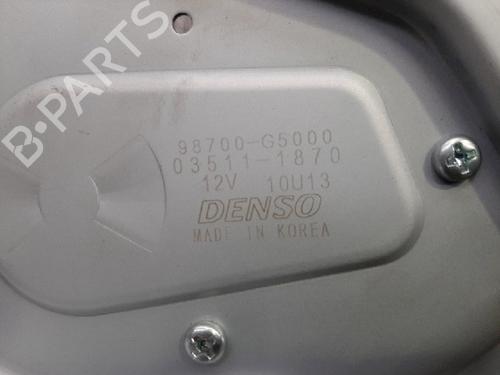 B-PARTS
98700-G5000
03511-1870
12V 10U13
DENSO
MADE IN KOREA